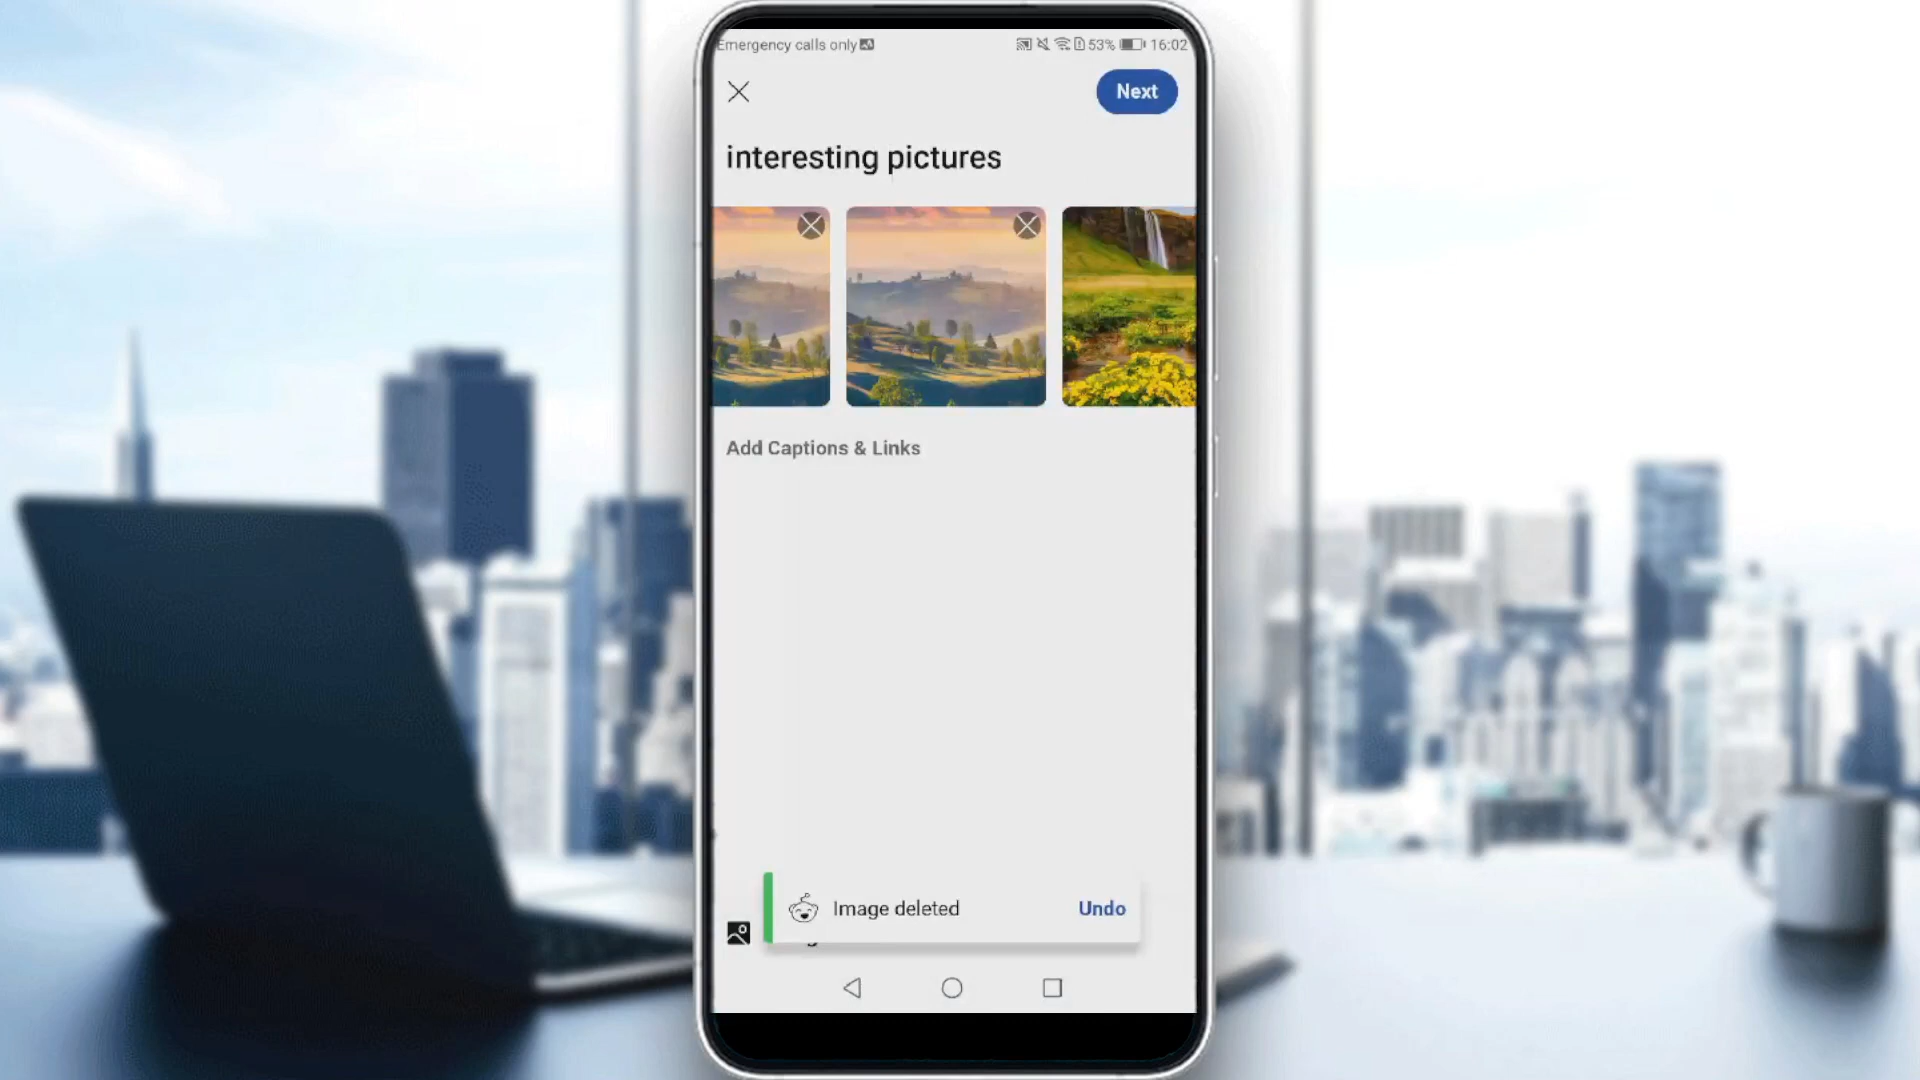 Emergency calls only 53% 16:02
Next
interesting pictures
Add Captions & Links
Image deleted Undo